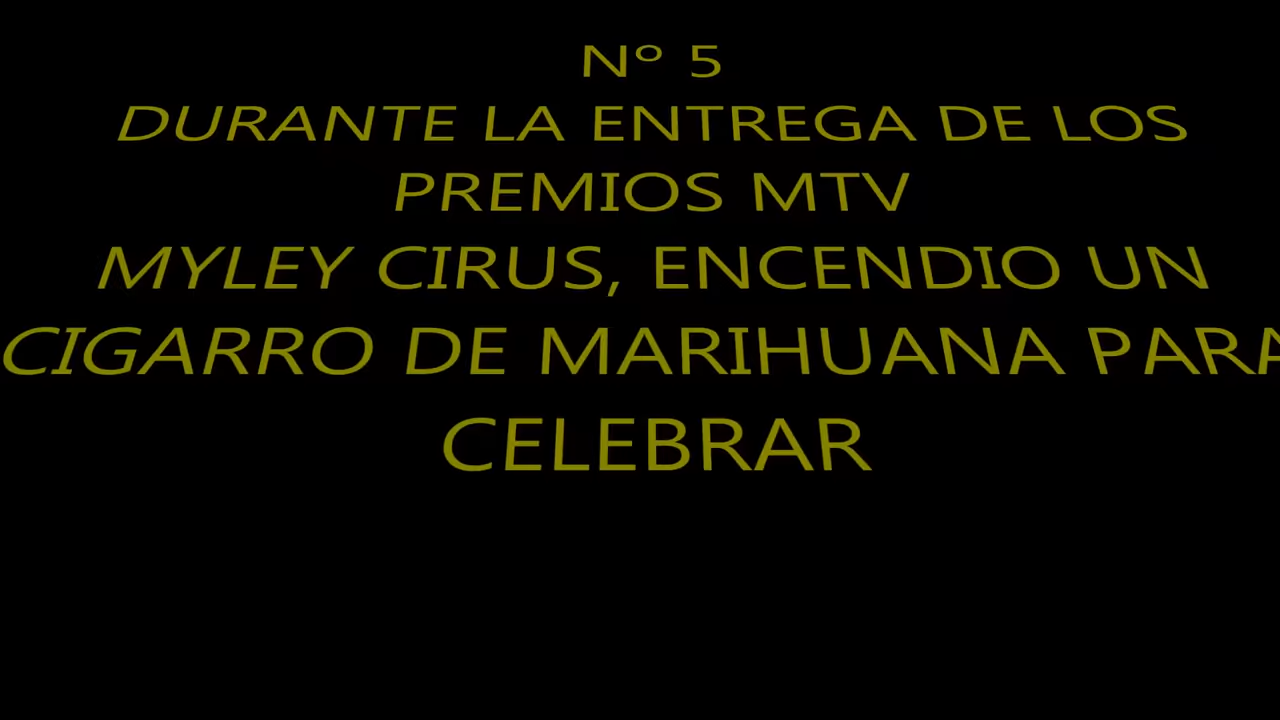 Nº 5
DURANTE LA ENTREGA DE LOS
PREMIOS MTV
MYLEY CIRUS, ENCENDIO UN
CIGARRO DE MARIHUANA PARA
CELEBRAR